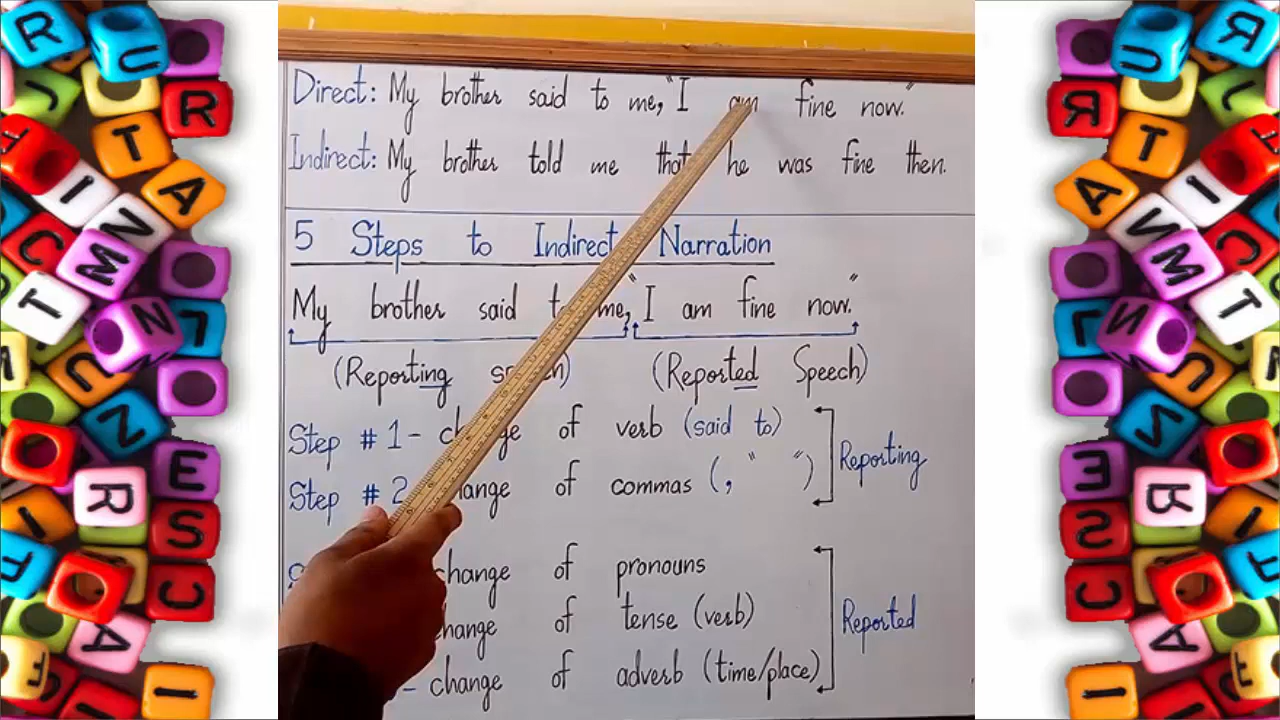 Direct: My brother said to me, "I am fine now."
Indirect: My brother told me that he was fine then.
5 Steps to Indirect Narration
My brother said to me, "I am fine now."
(Reporting speech) (Reported Speech)
Step # 1 - change of verb (said to)
Step # 2 change of commas (, " ")
Reporting
change of pronouns
change of tense (verb)
Reported
- change of adverb (time/place)